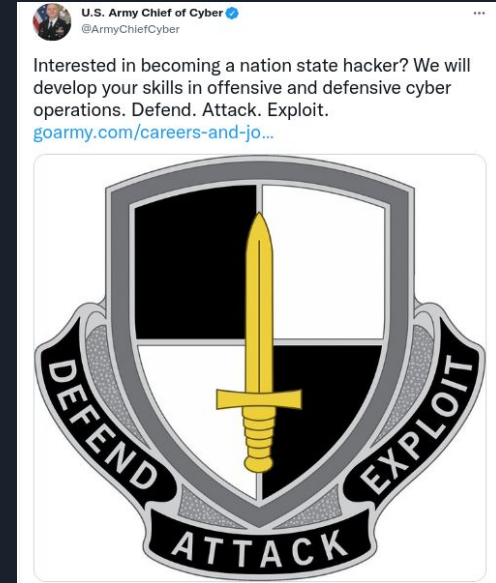 U.S. Army Chief of Cyber
@ArmyChiefCyber
Interested in becoming a nation state hacker? We will
develop your skills in offensive and defensive cyber
operations. Defend. Attack. Exploit.
goarmy.com/careers-and-jo...
DEFEND
ATTACK
EXPLOIT